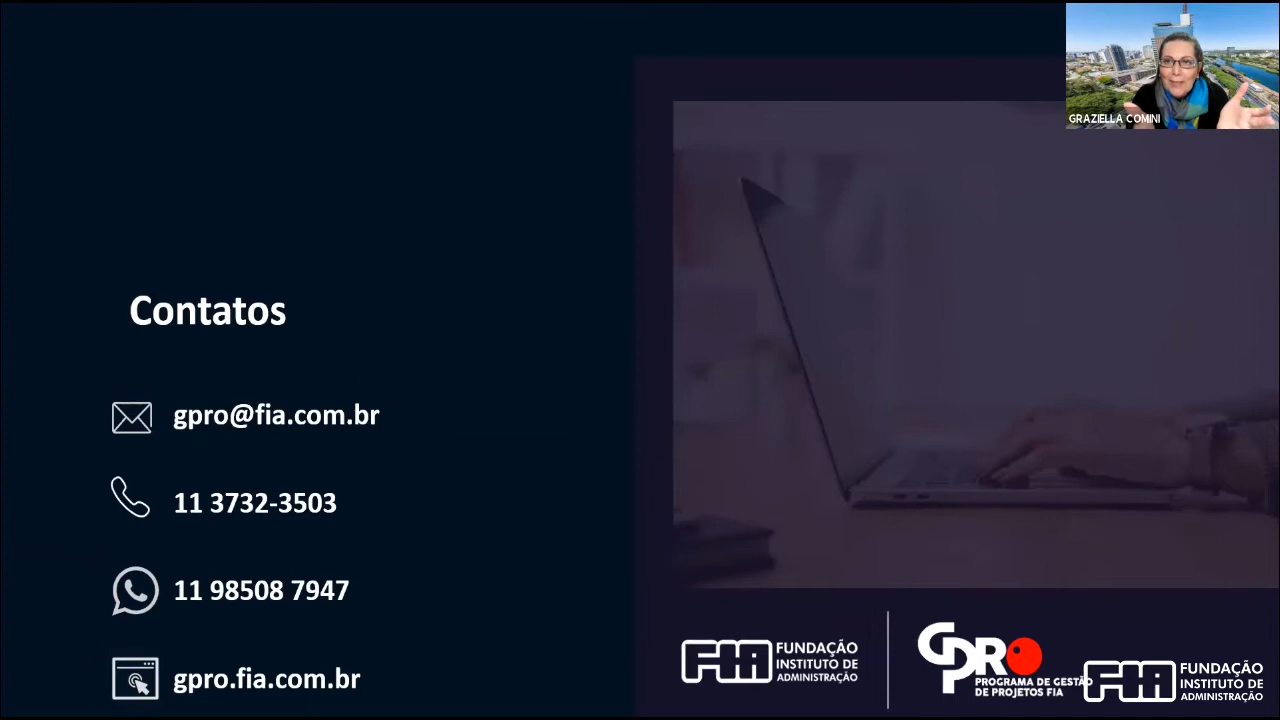 GRAZIELLA COMINI
Contatos
gpro@fia.com.br
11 3732-3503
11 98508 7947
gpro.fia.com.br
FIA
FUNDAÇÃO
INSTITUTO DE
ADMINISTRAÇÃO
GPRO
PROGRAMA DE GESTÃO
DE PROJETOS FIA
FIA
FUNDAÇÃO
INSTITUTO DE
ADMINISTRAÇÃO